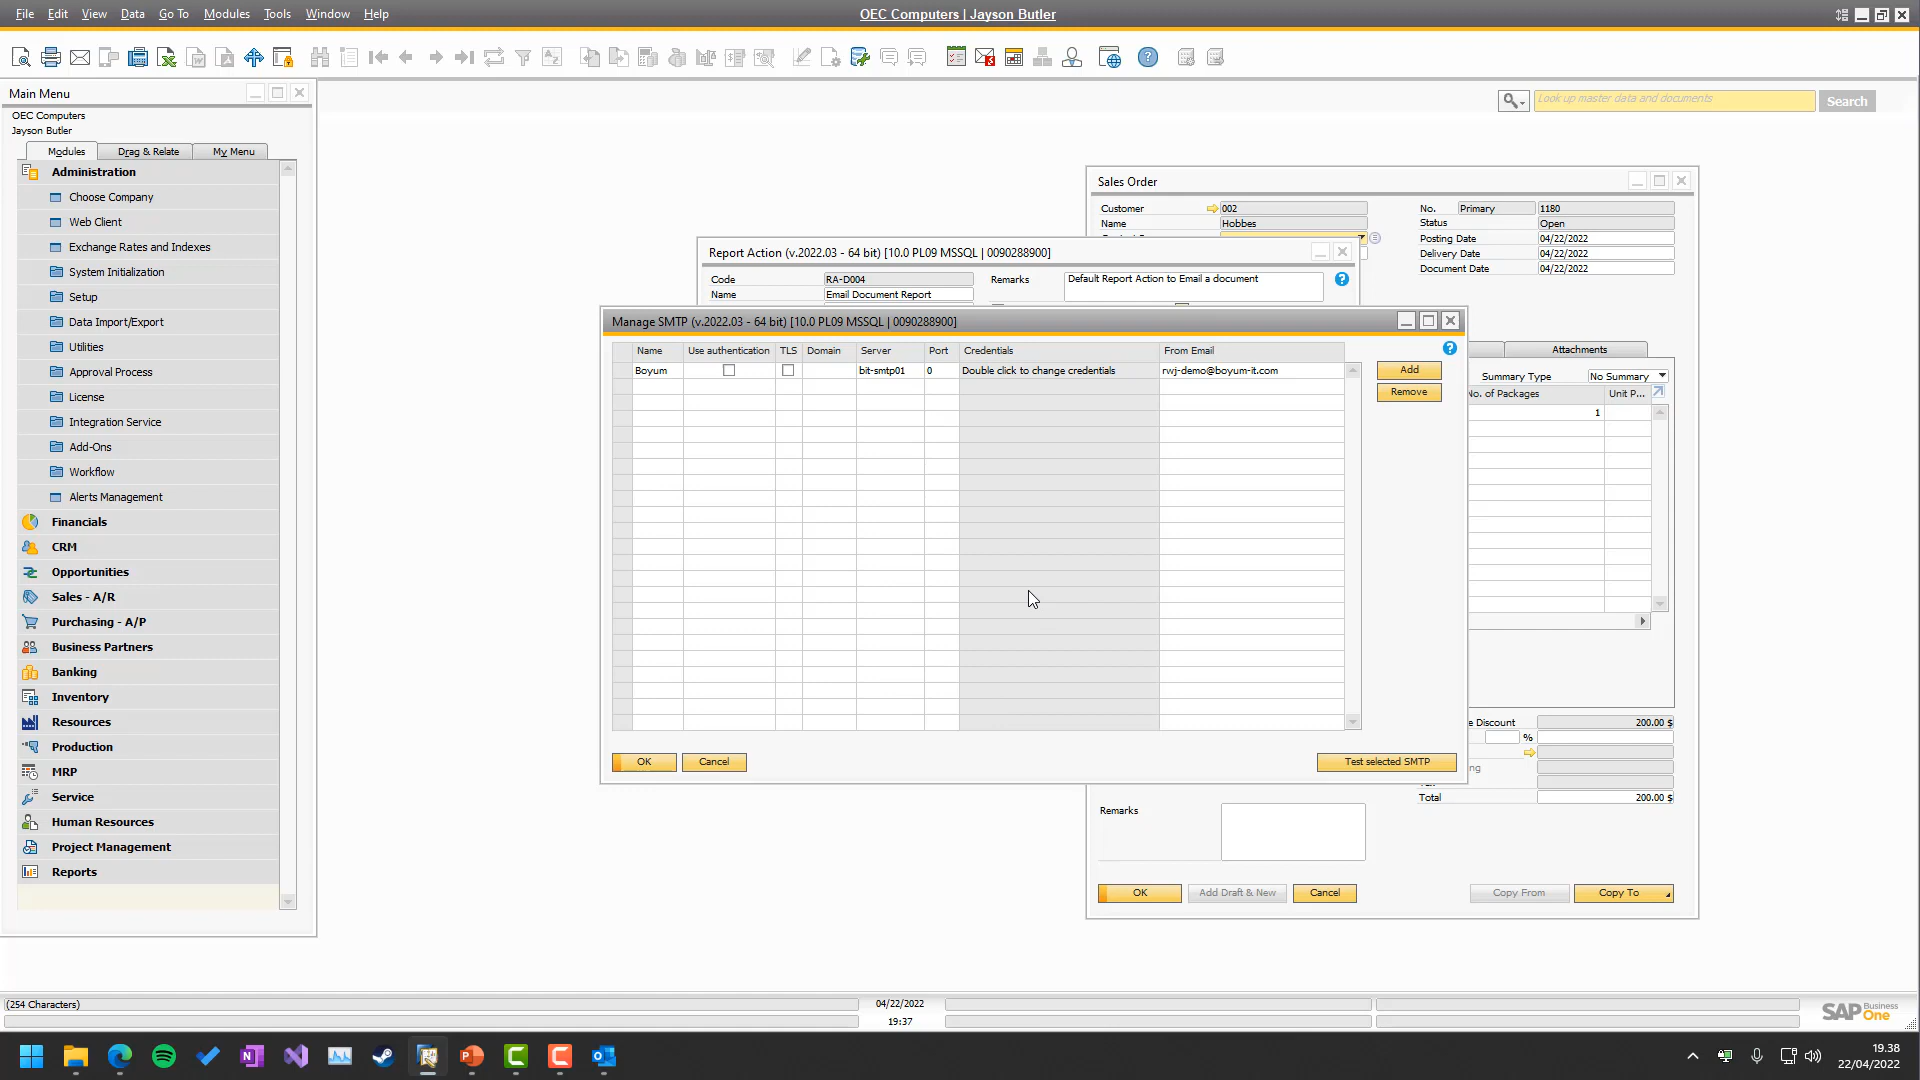 File Edit View Data Go To Modules Tools Window Help
OEC Computers | Jayson Butler
Look up master data and documents
Search
Main Menu
OEC Computers
Jayson Butler
Modules Drag & Relate My Menu
Administration
Choose Company
Web Client
Exchange Rates and Indexes
System Initialization
Setup
Data Import/Export
Utilities
Approval Process
License
Integration Service
Add-Ons
Workflow
Alerts Management
Financials
CRM
Opportunities
Sales - A/R
Purchasing - A/P
Business Partners
Banking
Inventory
Resources
Production
MRP
Service
Human Resources
Project Management
Reports
Sales Order
Customer 002
Name Hobbes
No. Primary 1180
Status Open
Posting Date 04/22/2022
Delivery Date 04/22/2022
Document Date 04/22/2022
Report Action (v.2022.03 - 64 bit) [10.0 PL09 MSSQL | 0090288900]
Code RA-D004
Name Email Document Report
Remarks Default Report Action to Email a document
Manage SMTP (v.2022.03 - 64 bit) [10.0 PL09 MSSQL | 0090288900]
Name Use authentication TLS Domain Server Port Credentials From Email
Boyum bit-smtp01 0 Double click to change credentials rwj-demo@boyum-it.com
Add
Remove
OK Cancel
Test selected SMTP
Attachments
Summary Type No Summary
No. of Packages Unit P...
1
e Discount 200.00 $
%
ng
Total 200.00 $
Remarks
OK Add Draft & New Cancel Copy From Copy To
(254 Characters)
04/22/2022
19:37
SAP Business One
19.38
22/04/2022